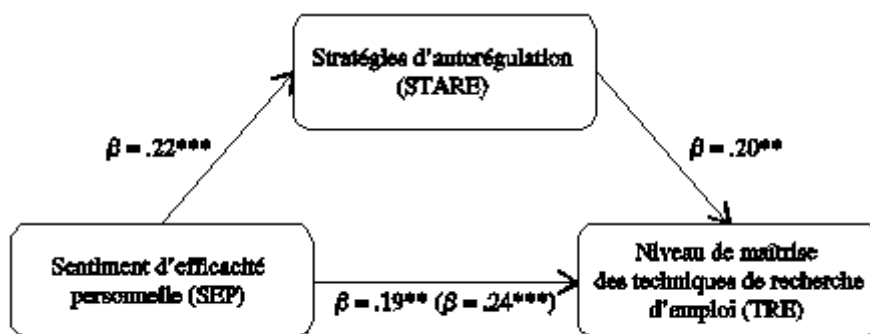 Stratégies d'autorégulation
(STARE)
β = .22***
β = .20**
Sentiment d'efficacité
personnelle (SEP)
β = .19** (β = .24***)
Niveau de maîtrise
des techniques de recherche
d'emploi (TRE)